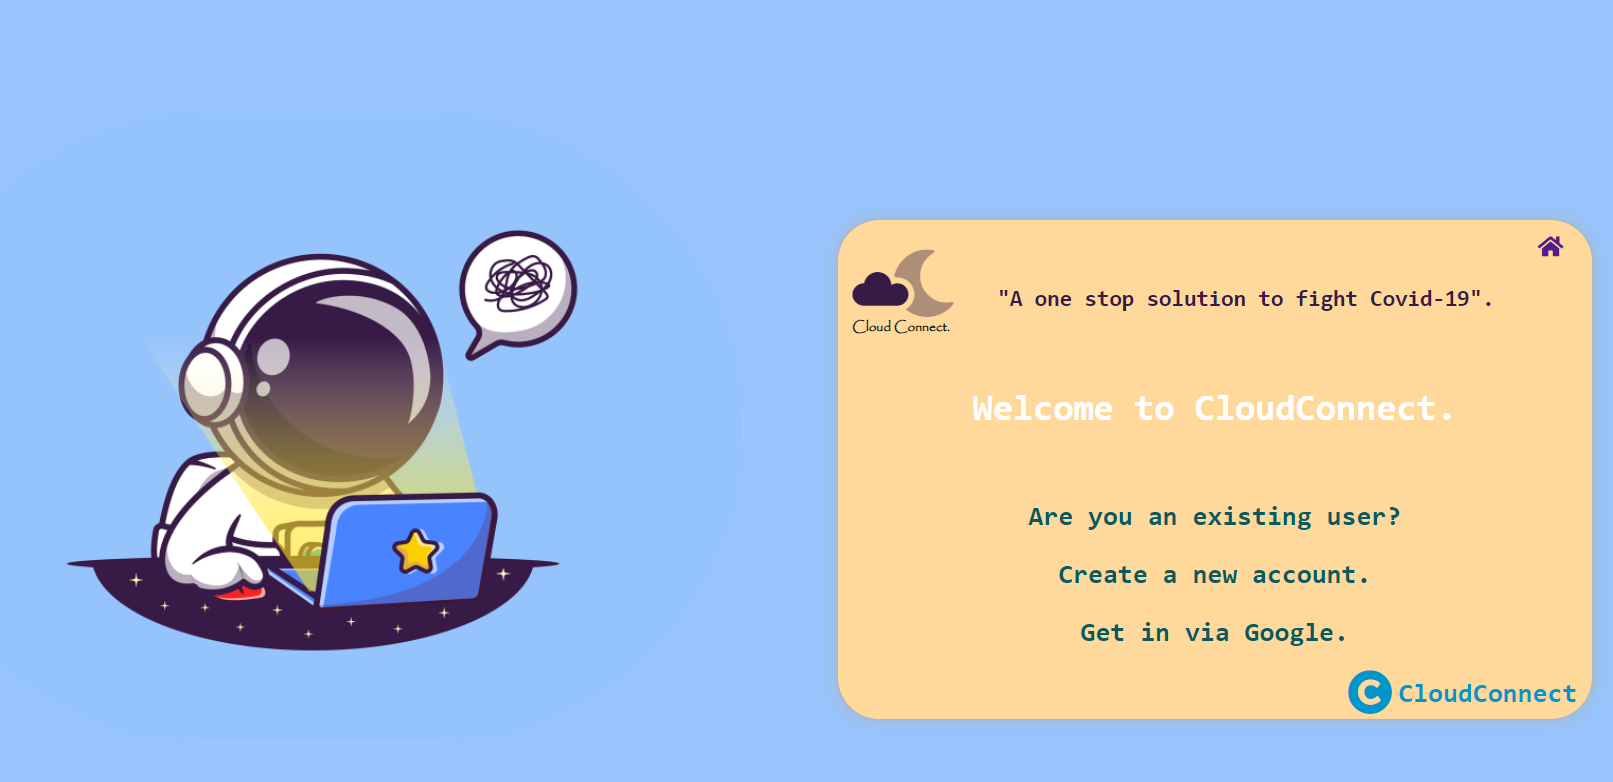 "A one stop solution to fight Covid-19".
Cloud Connect.
Welcome to CloudConnect.
Are you an existing user?
Create a new account.
Get in via Google.
C CloudConnect